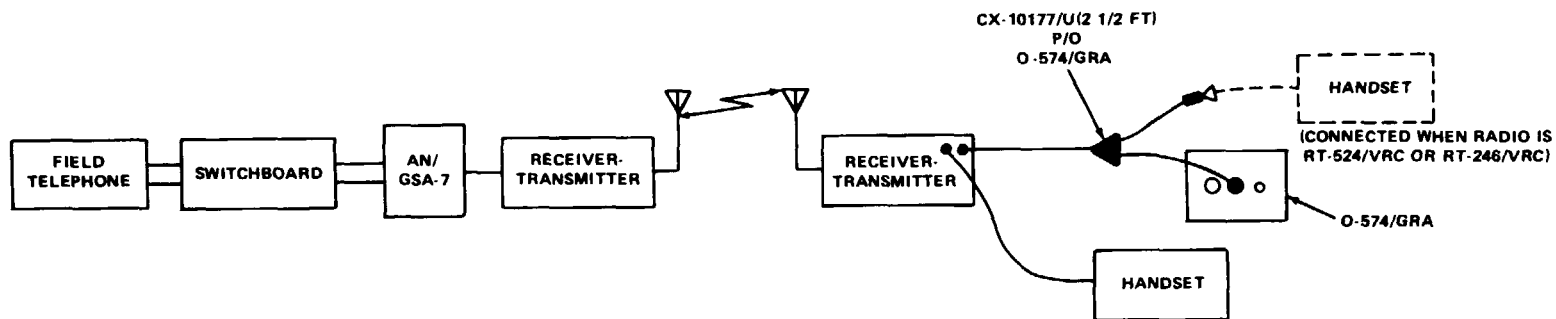 CX-10177/U(2 1/2 FT)
P/O
O-574/GRA
HANDSET
(CONNECTED WHEN RADIO IS
RT-524/VRC OR RT-246/VRC)
FIELD
TELEPHONE
SWITCHBOARD
AN/
GSA-7
RECEIVER-
TRANSMITTER
RECEIVER-
TRANSMITTER
O-574/GRA
HANDSET